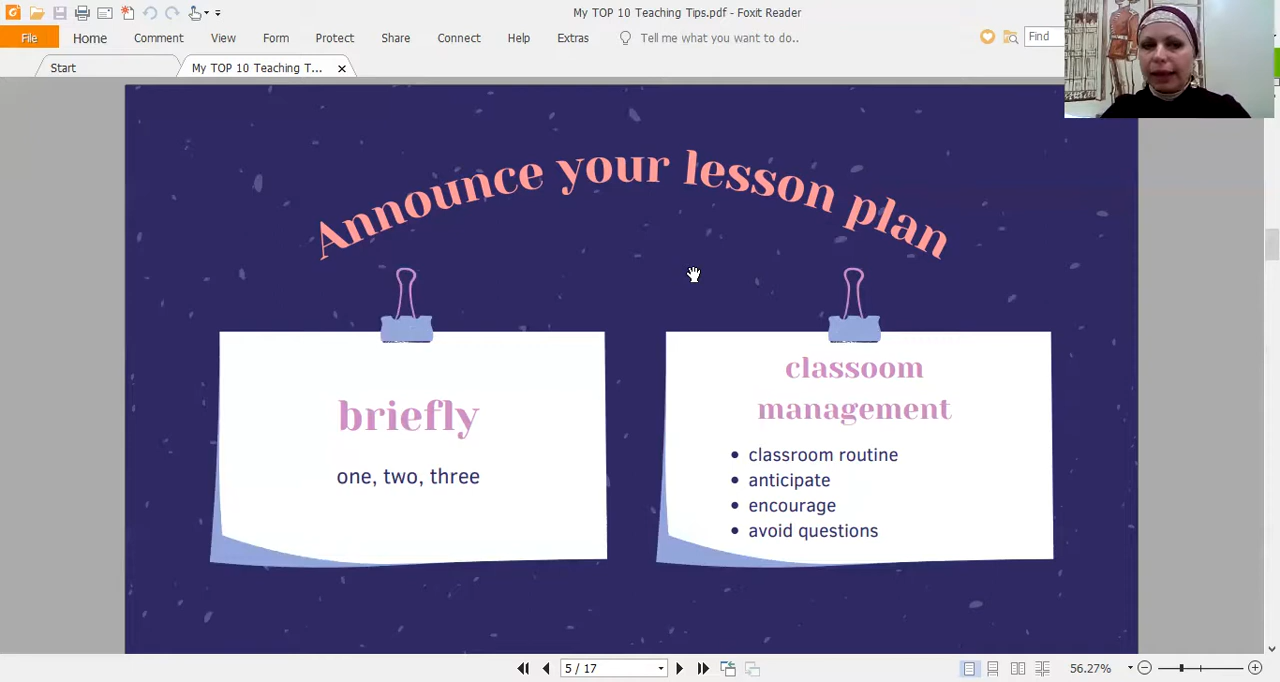 My TOP 10 Teaching Tips.pdf - Foxit Reader
File Home Comment View Form Protect Share Connect Help Extras Tell me what you want to do.. Find
Start My TOP 10 Teaching T...
Announce your lesson plan
briefly
one, two, three
classoom
management
classroom routine
anticipate
encourage
avoid questions
5 / 17
56.27%